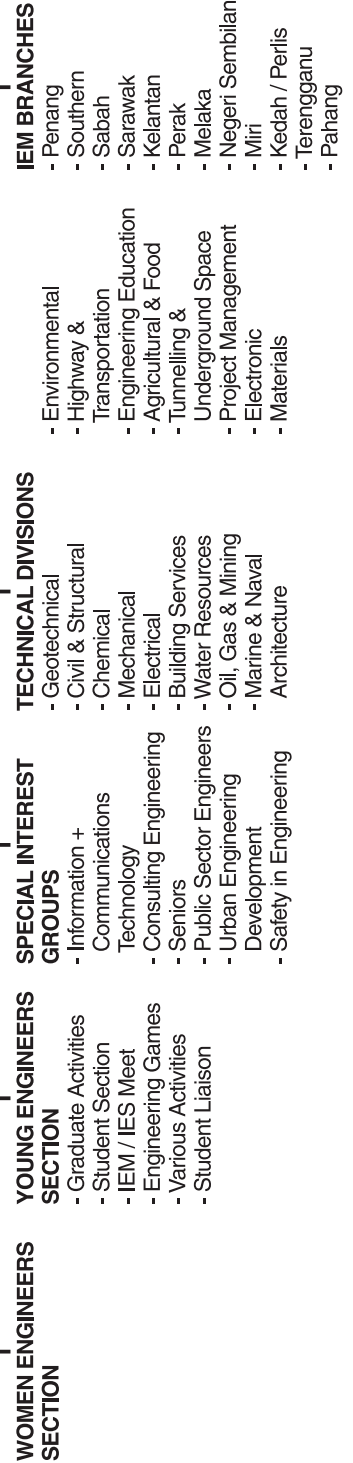 WOMEN ENGINEERS
SECTION
YOUNG ENGINEERS
SECTION
- Graduate Activities
- Student Section
- IEM / IES Meet
- Engineering Games
- Various Activities
- Student Liaison
SPECIAL INTEREST
GROUPS
- Information +
Communications
Technology
- Consulting Engineering
- Seniors
- Public Sector Engineers
- Urban Engineering
Development
- Safety in Engineering
TECHNICAL DIVISIONS
- Geotechnical
- Civil & Structural
- Chemical
- Mechanical
- Electrical
- Building Services
- Water Resources
- Oil, Gas & Mining
- Marine & Naval
Architecture
- Environmental
- Highway &
Transportation
- Engineering Education
- Agricultural & Food
- Tunnelling &
Underground Space
- Project Management
- Electronic
- Materials
IEM BRANCHES
- Penang
- Southern
- Sabah
- Sarawak
- Kelantan
- Perak
- Melaka
- Negeri Sembilan
- Miri
- Kedah / Perlis
- Terengganu
- Pahang